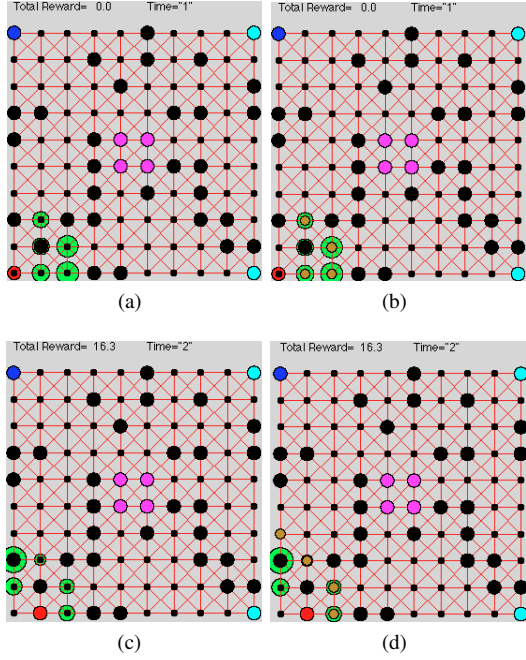 Total Reward= 0.0 Time="1"
Total Reward= 0.0 Time="1"
(a)
(b)
Total Reward= 16.3 Time="2"
Total Reward= 16.3 Time="2"
(c)
(d)